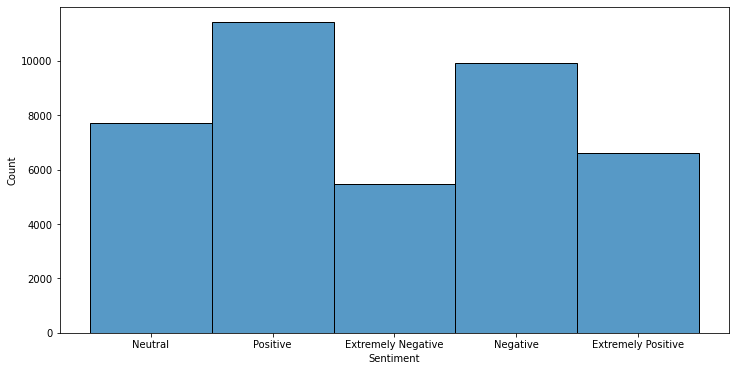 10000
8000
6000
4000
2000
0
Count
Neutral Positive Extremely Negative Negative Extremely Positive
Sentiment